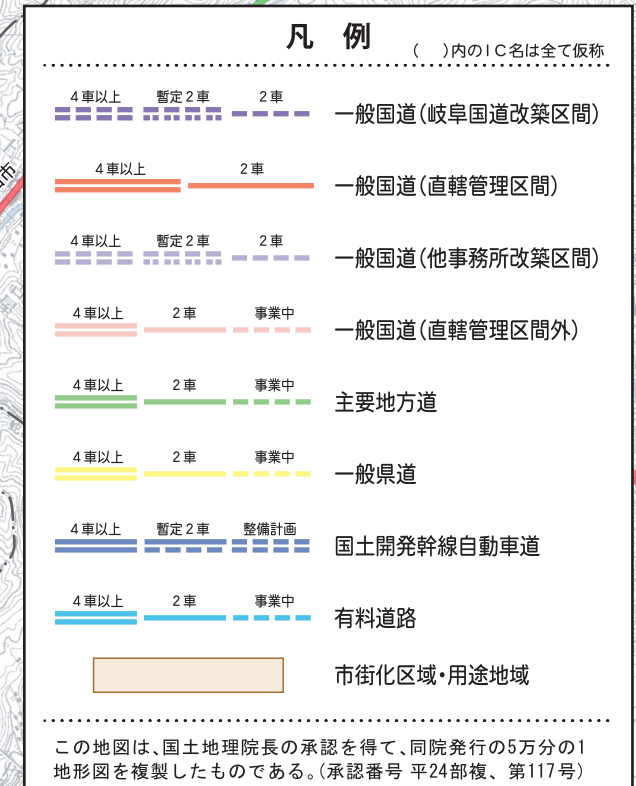 凡 例
（ ）内のＩＣ名は全て仮称
４車以上 暫定２車 ２車
一般国道（岐阜国道改築区間）
４車以上 ２車
一般国道（直轄管理区間）
４車以上 暫定２車 ２車
一般国道（他事務所改築区間）
４車以上 ２車 事業中
一般国道（直轄管理区間外）
４車以上 ２車 事業中
主要地方道
４車以上 ２車 事業中
一般県道
４車以上 暫定２車 整備計画
国土開発幹線自動車道
４車以上 ２車 事業中
有料道路
市街化区域・用途地域
この地図は、国土地理院長の承認を得て、同院発行の5万分の1
地形図を複製したものである。（承認番号 平24部複、第117号）
市